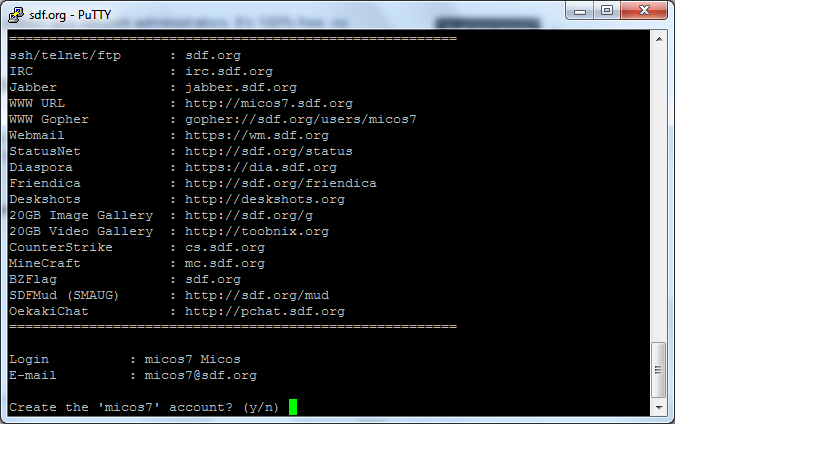 sdf.org - PuTTY
========================================================
ssh/telnet/ftp      : sdf.org
IRC                 : irc.sdf.org
Jabber              : jabber.sdf.org
WWW URL             : http://micos7.sdf.org
WWW Gopher          : gopher://sdf.org/users/micos7
Webmail             : https://wm.sdf.org
StatusNet           : http://sdf.org/status
Diaspora            : https://dia.sdf.org
Friendica           : http://sdf.org/friendica
Deskshots           : http://deskshots.org
20GB Image Gallery  : http://sdf.org/g
20GB Video Gallery  : http://toobnix.org
CounterStrike       : cs.sdf.org
MineCraft           : mc.sdf.org
BZFlag              : sdf.org
SDFMud (SMAUG)      : http://sdf.org/mud
OekakiChat          : http://pchat.sdf.org
========================================================
Login          : micos7 Micos
E-mail         : micos7@sdf.org
Create the 'micos7' account? (y/n)